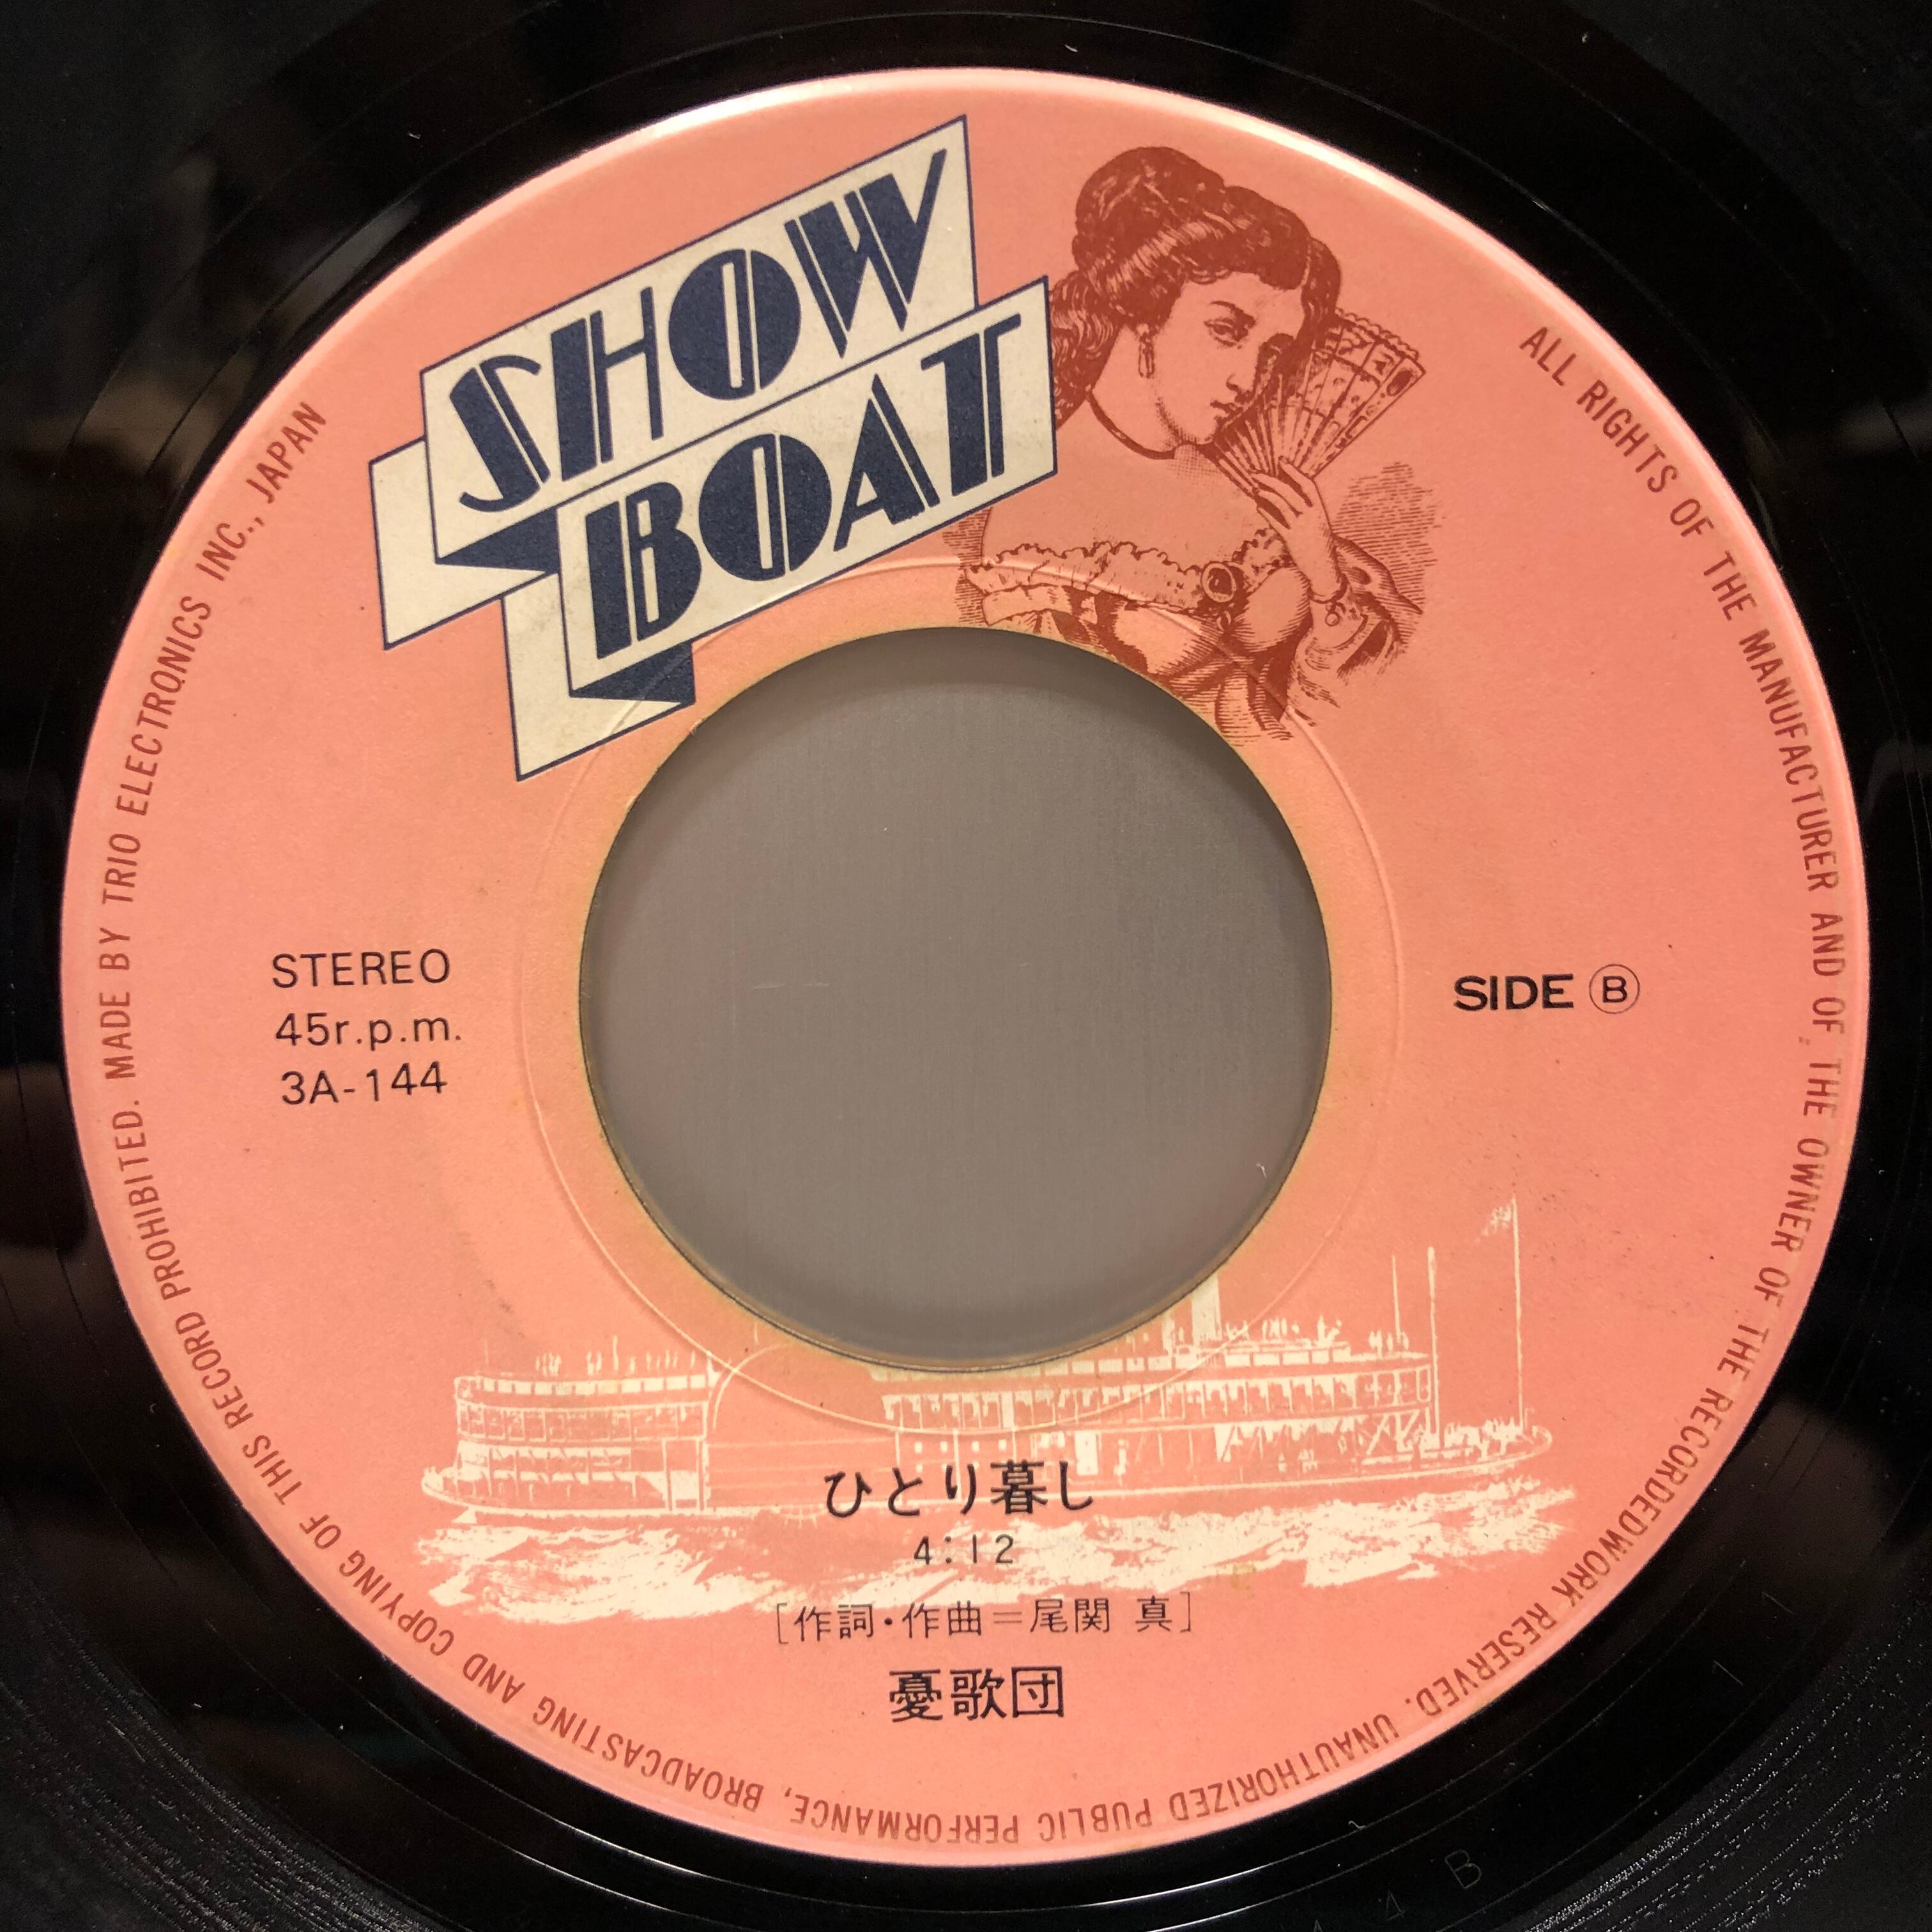 SHOW
BOAT
STEREO
45r.p.m.
3A-144
SIDE Ⓑ
ひとり暮し
4:12
[作詞・作曲=尾関 真]
憂歌団
ALL RIGHTS OF THE MANUFACTURER AND OF THE OWNER OF THE RECORDEDWORK RESERVED. UNAUTHORIZED PUBLIC PERFORMANCE, BROADCASTING AND COPYING OF THIS RECORD PROHIBITED. MADE BY TRIO ELECTRONICS INC., JAPAN